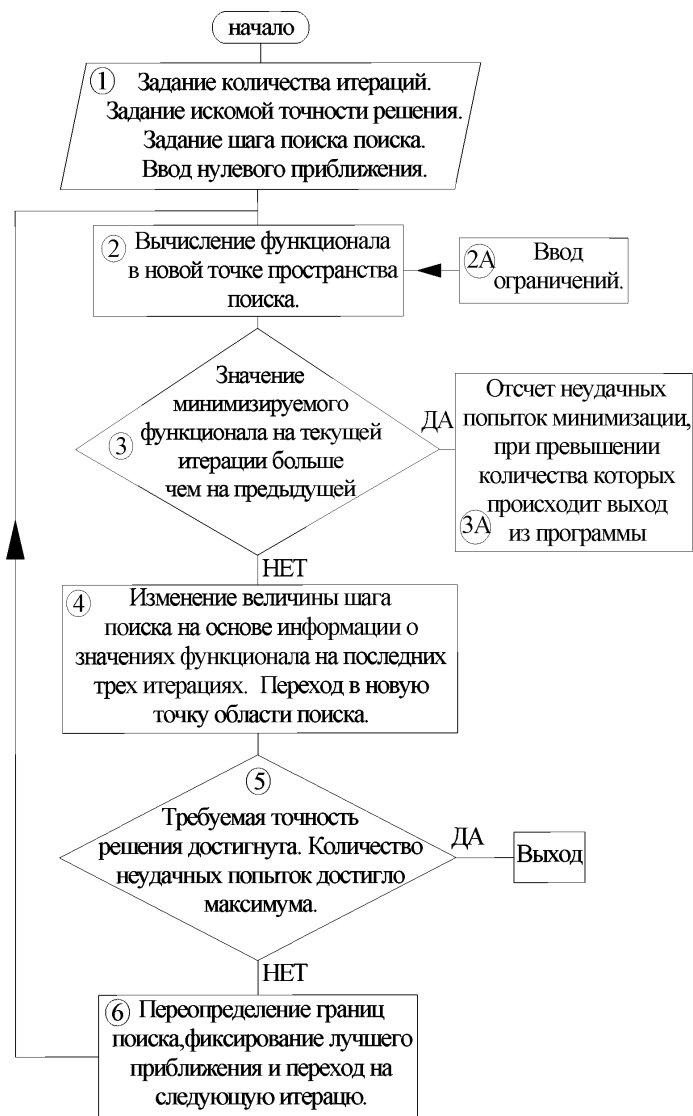 начало
1 Задание количества итераций.
Задание искомой точности решения.
Задание шага поиска поиска.
Ввод нулевого приближения.
2 Вычисление функционала
в новой точке пространства
поиска.
2А Ввод
ограничений.
Значение
минимизируемого
функционала на текущей
3 итерации больше
чем на предыдущей
ДА
Отсчет неудачных
попыток минимизации,
при превышении
количества которых
происходит выход
3А из программы
НЕТ
4 Изменение величины шага
поиска на основе информации о
значениях функционала на последних
трех итерациях. Переход в новую
точку области поиска.
5
Требуемая точность
решения достигнута. Количество
неудачных попыток достигло
максимума.
ДА
Выход
НЕТ
6 Переопределение границ
поиска,фиксирование лучшего
приближения и переход на
следующую итерацю.